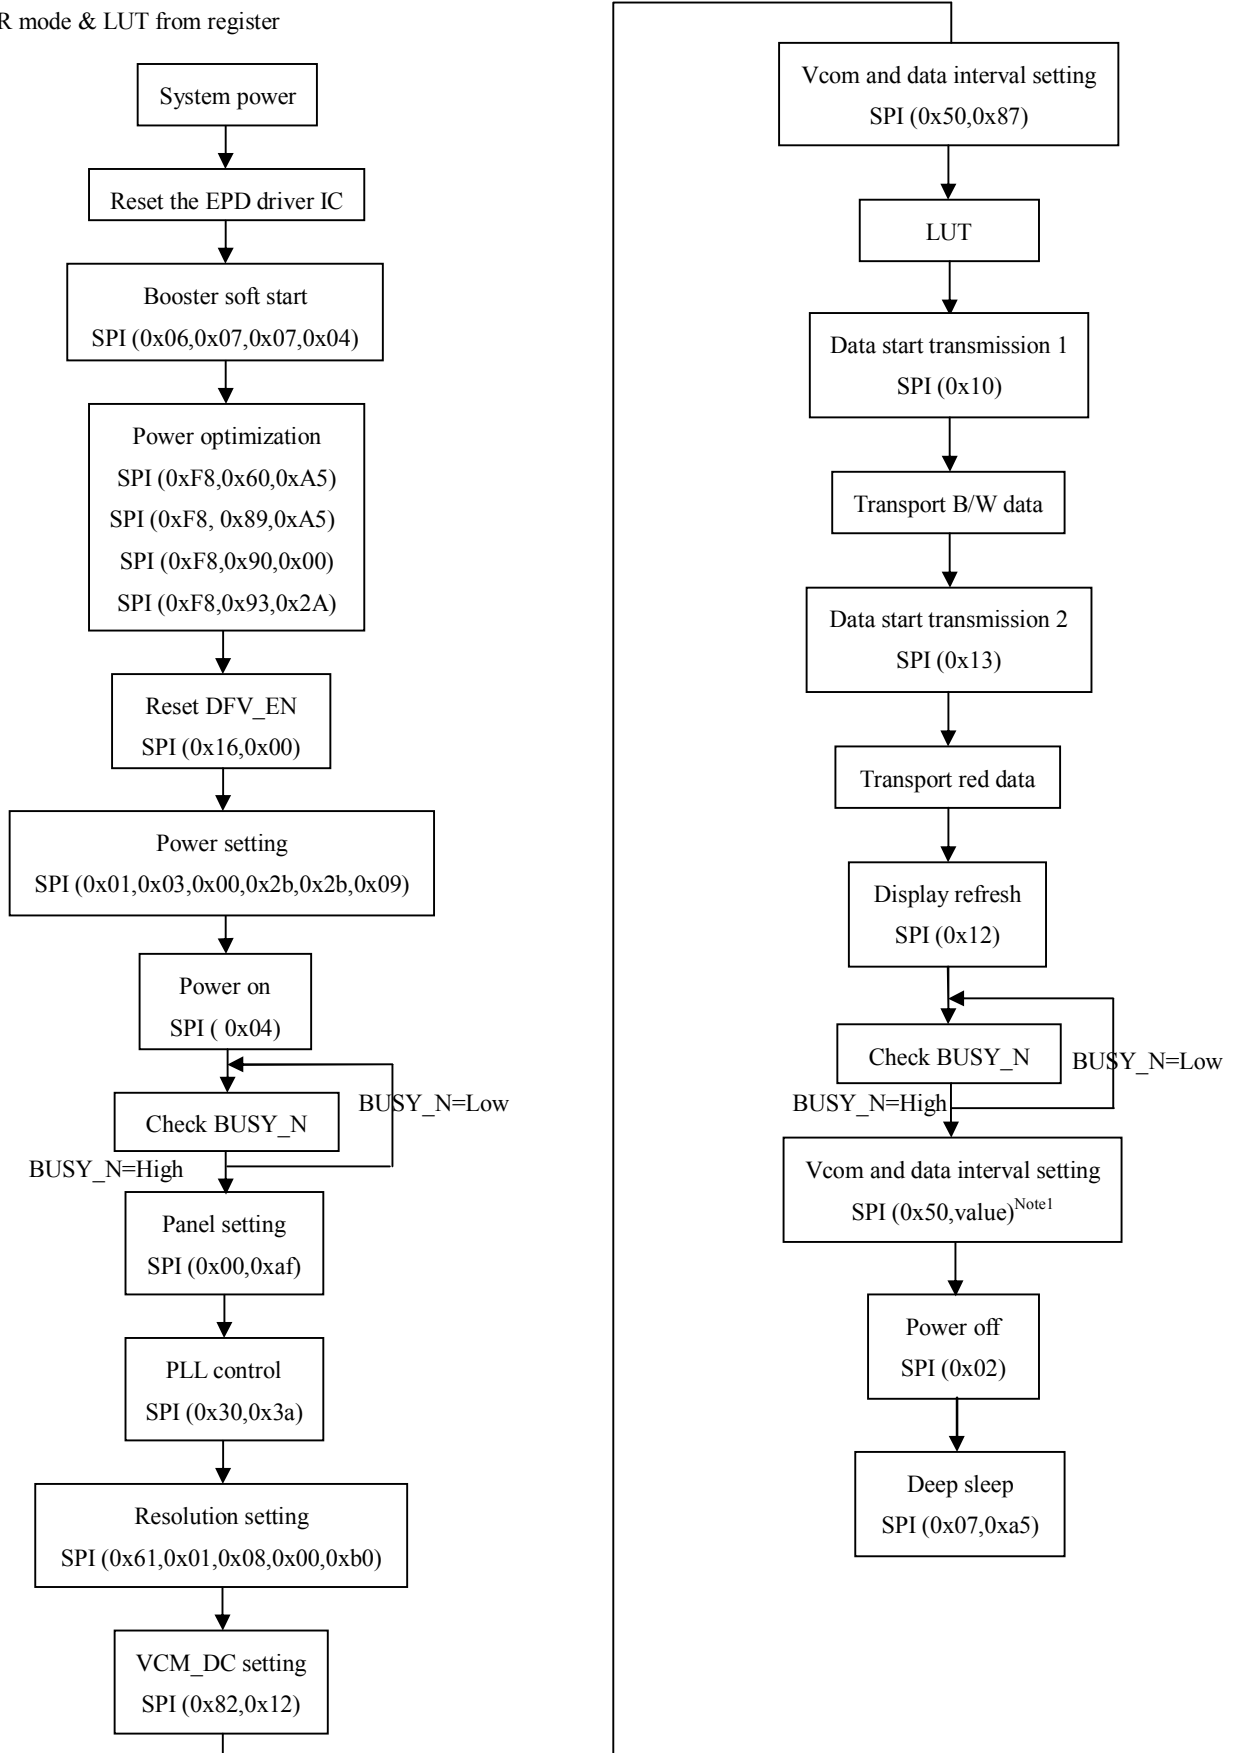 R mode & LUT from register
System power
Reset the EPD driver IC
Booster soft start
SPI (0x06,0x07,0x07,0x04)
Power optimization
SPI (0xF8,0x60,0xA5)
SPI (0xF8, 0x89,0xA5)
SPI (0xF8,0x90,0x00)
SPI (0xF8,0x93,0x2A)
Reset DFV_EN
SPI (0x16,0x00)
Power setting
SPI (0x01,0x03,0x00,0x2b,0x2b,0x09)
Power on
SPI ( 0x04)
Check BUSY_N
BUSY_N=Low
BUSY_N=High
Panel setting
SPI (0x00,0xaf)
PLL control
SPI (0x30,0x3a)
Resolution setting
SPI (0x61,0x01,0x08,0x00,0xb0)
VCM_DC setting
SPI (0x82,0x12)
Vcom and data interval setting
SPI (0x50,0x87)
LUT
Data start transmission 1
SPI (0x10)
Transport B/W data
Data start transmission 2
SPI (0x13)
Transport red data
Display refresh
SPI (0x12)
Check BUSY_N
BUSY_N=Low
BUSY_N=High
Vcom and data interval setting
SPI (0x50,value)Note1
Power off
SPI (0x02)
Deep sleep
SPI (0x07,0xa5)